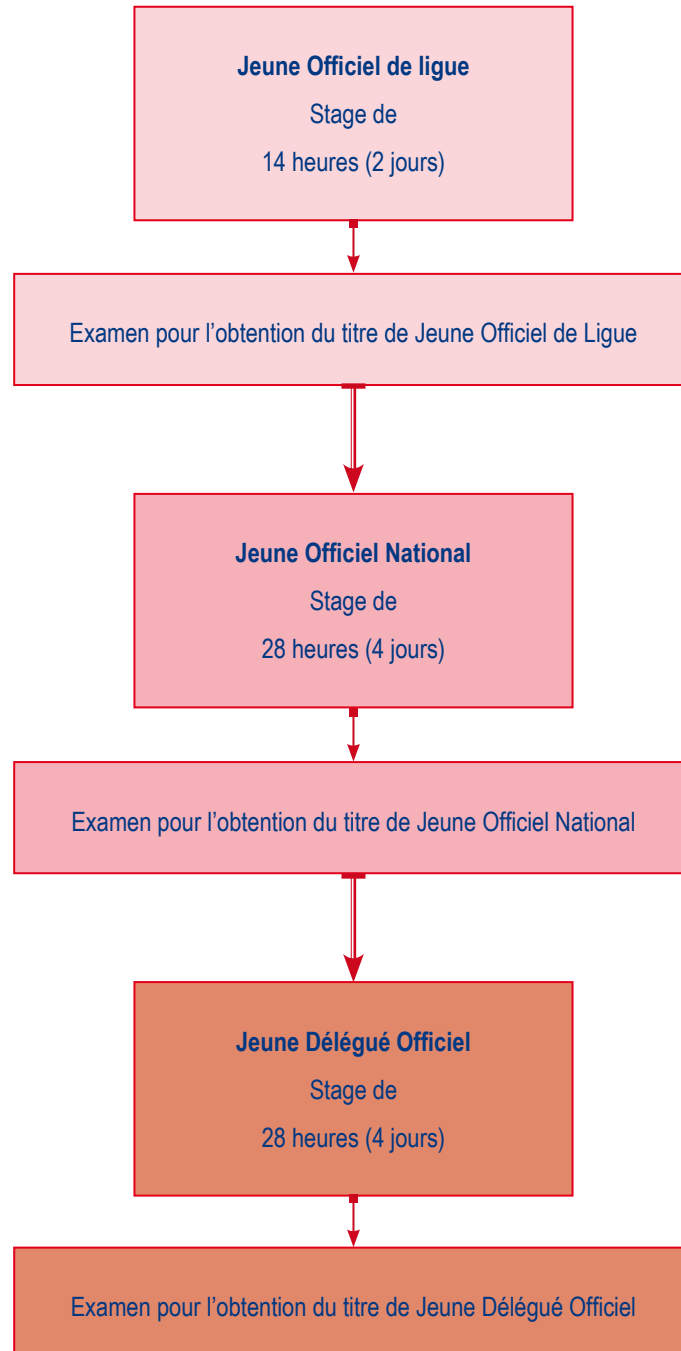 Jeune Officiel de ligue
Stage de
14 heures (2 jours)
Examen pour l’obtention du titre de Jeune Officiel de Ligue
Jeune Officiel National
Stage de
28 heures (4 jours)
Examen pour l’obtention du titre de Jeune Officiel National
Jeune Délégué Officiel
Stage de
28 heures (4 jours)
Examen pour l’obtention du titre de Jeune Délégué Officiel